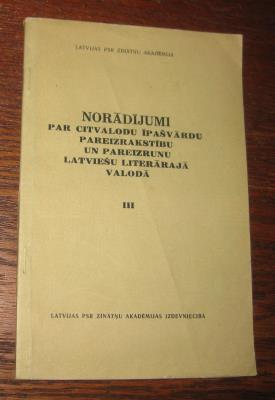 LATVIJAS PSR ZINĀTŅU AKADĒMIJA
NORĀDĪJUMI
PAR CITVALODU ĪPAŠVĀRDU
PAREIZRAKSTĪBU
UN PAREIZRUNU
LATVIEŠU LITERĀRAJĀ
VALODĀ
III
LATVIJAS PSR ZINĀTŅU AKADĒMIJAS IZDEVNIECĪBA